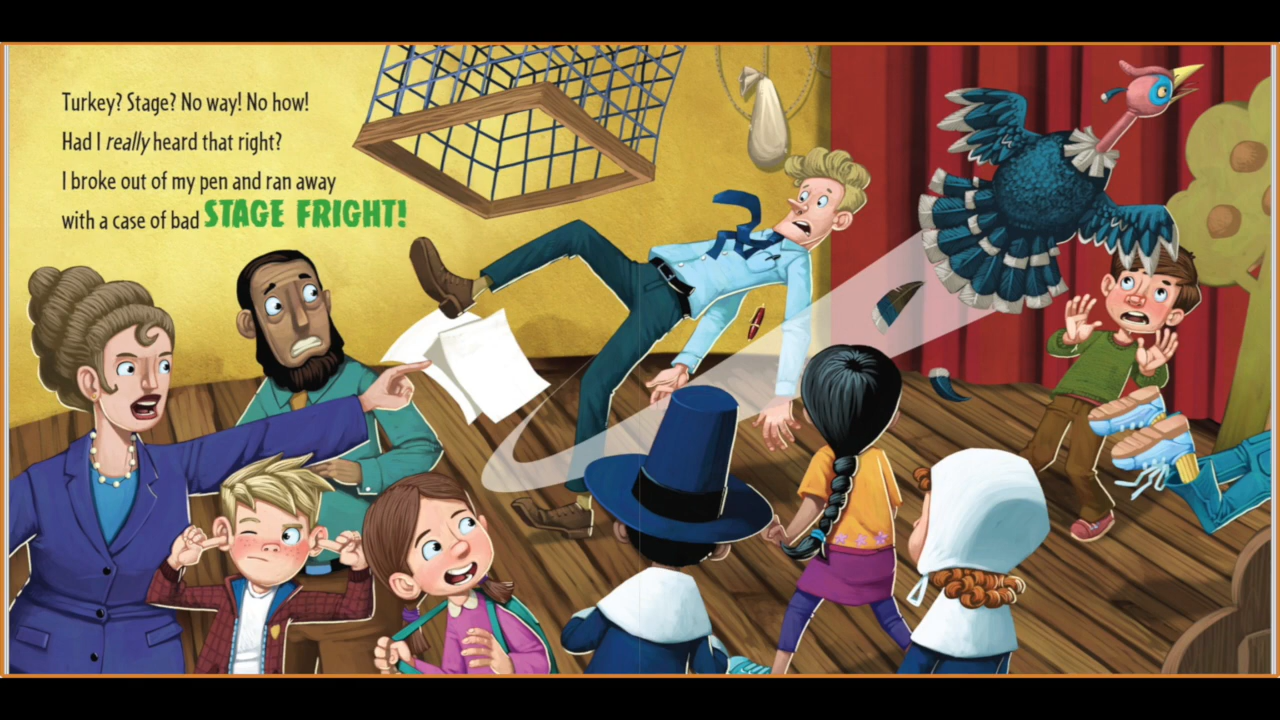 Turkey? Stage? No way! No how!
Had I really heard that right?
I broke out of my pen and ran away
with a case of bad STAGE FRIGHT!